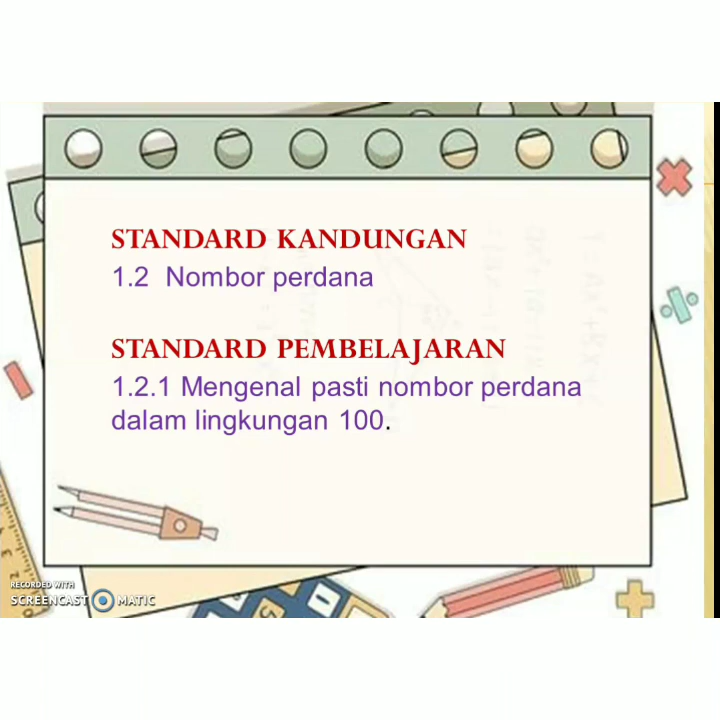 STANDARD KANDUNGAN
1.2 Nombor perdana
STANDARD PEMBELAJARAN
1.2.1 Mengenal pasti nombor perdana
dalam lingkungan 100.
RECORDED WITH
SCREENCAST MATIC